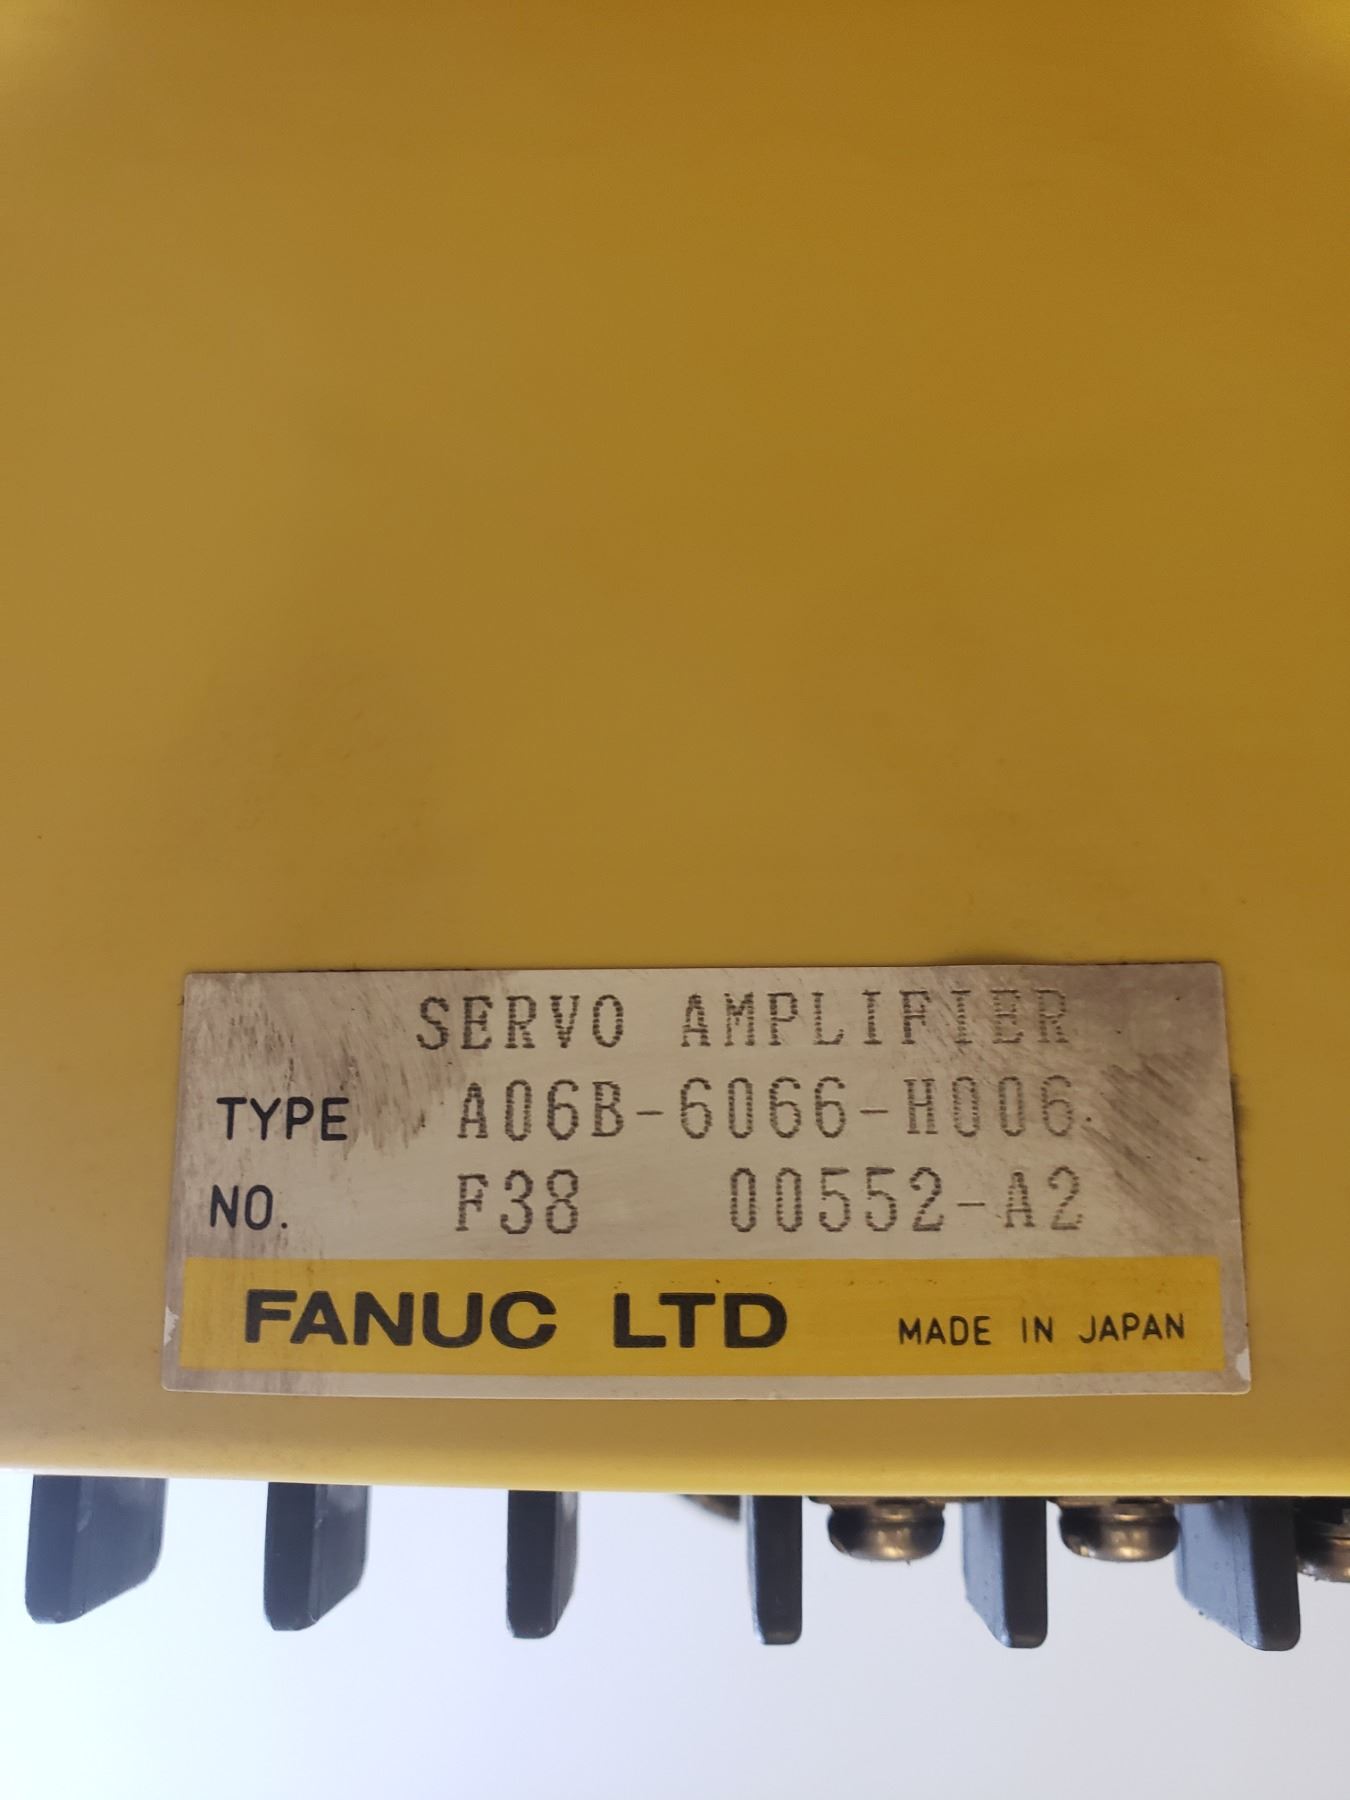 SERVO AMPLIFIER
TYPE A06B-6066-H006
NO. F38 00552-A2
FANUC LTD MADE IN JAPAN